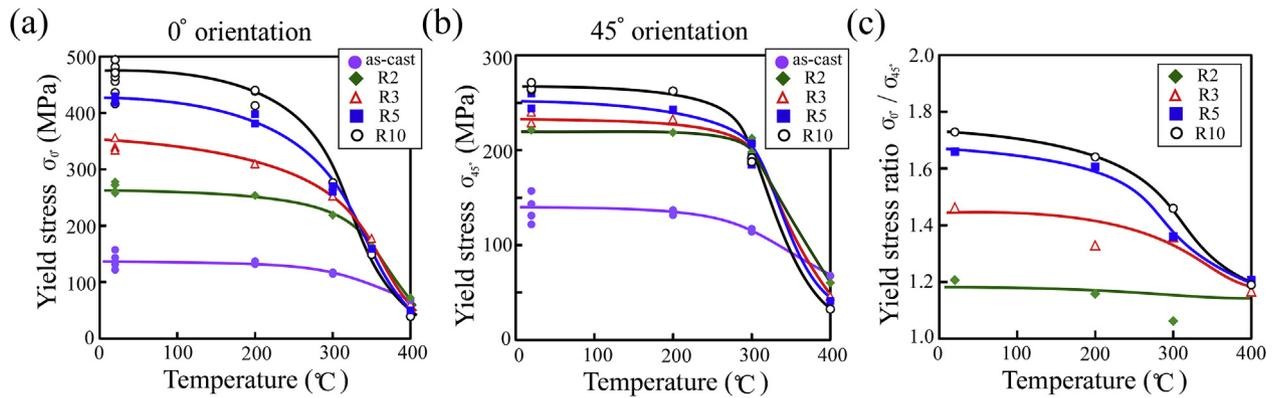 (a)
0° orientation
Yield stress σ0° (MPa)
500
400
300
200
100
0
0 100 200 300 400
Temperature (℃)
as-cast
R2
R3
R5
R10
(b)
45° orientation
Yield stress σ45° (MPa)
300
200
100
0
0 100 200 300 400
Temperature (℃)
as-cast
R2
R3
R5
R10
(c)
Yield stress ratio σ0° / σ45°
2.0
1.8
1.6
1.4
1.2
1.0
0 100 200 300 400
Temperature (℃)
R2
R3
R5
R10